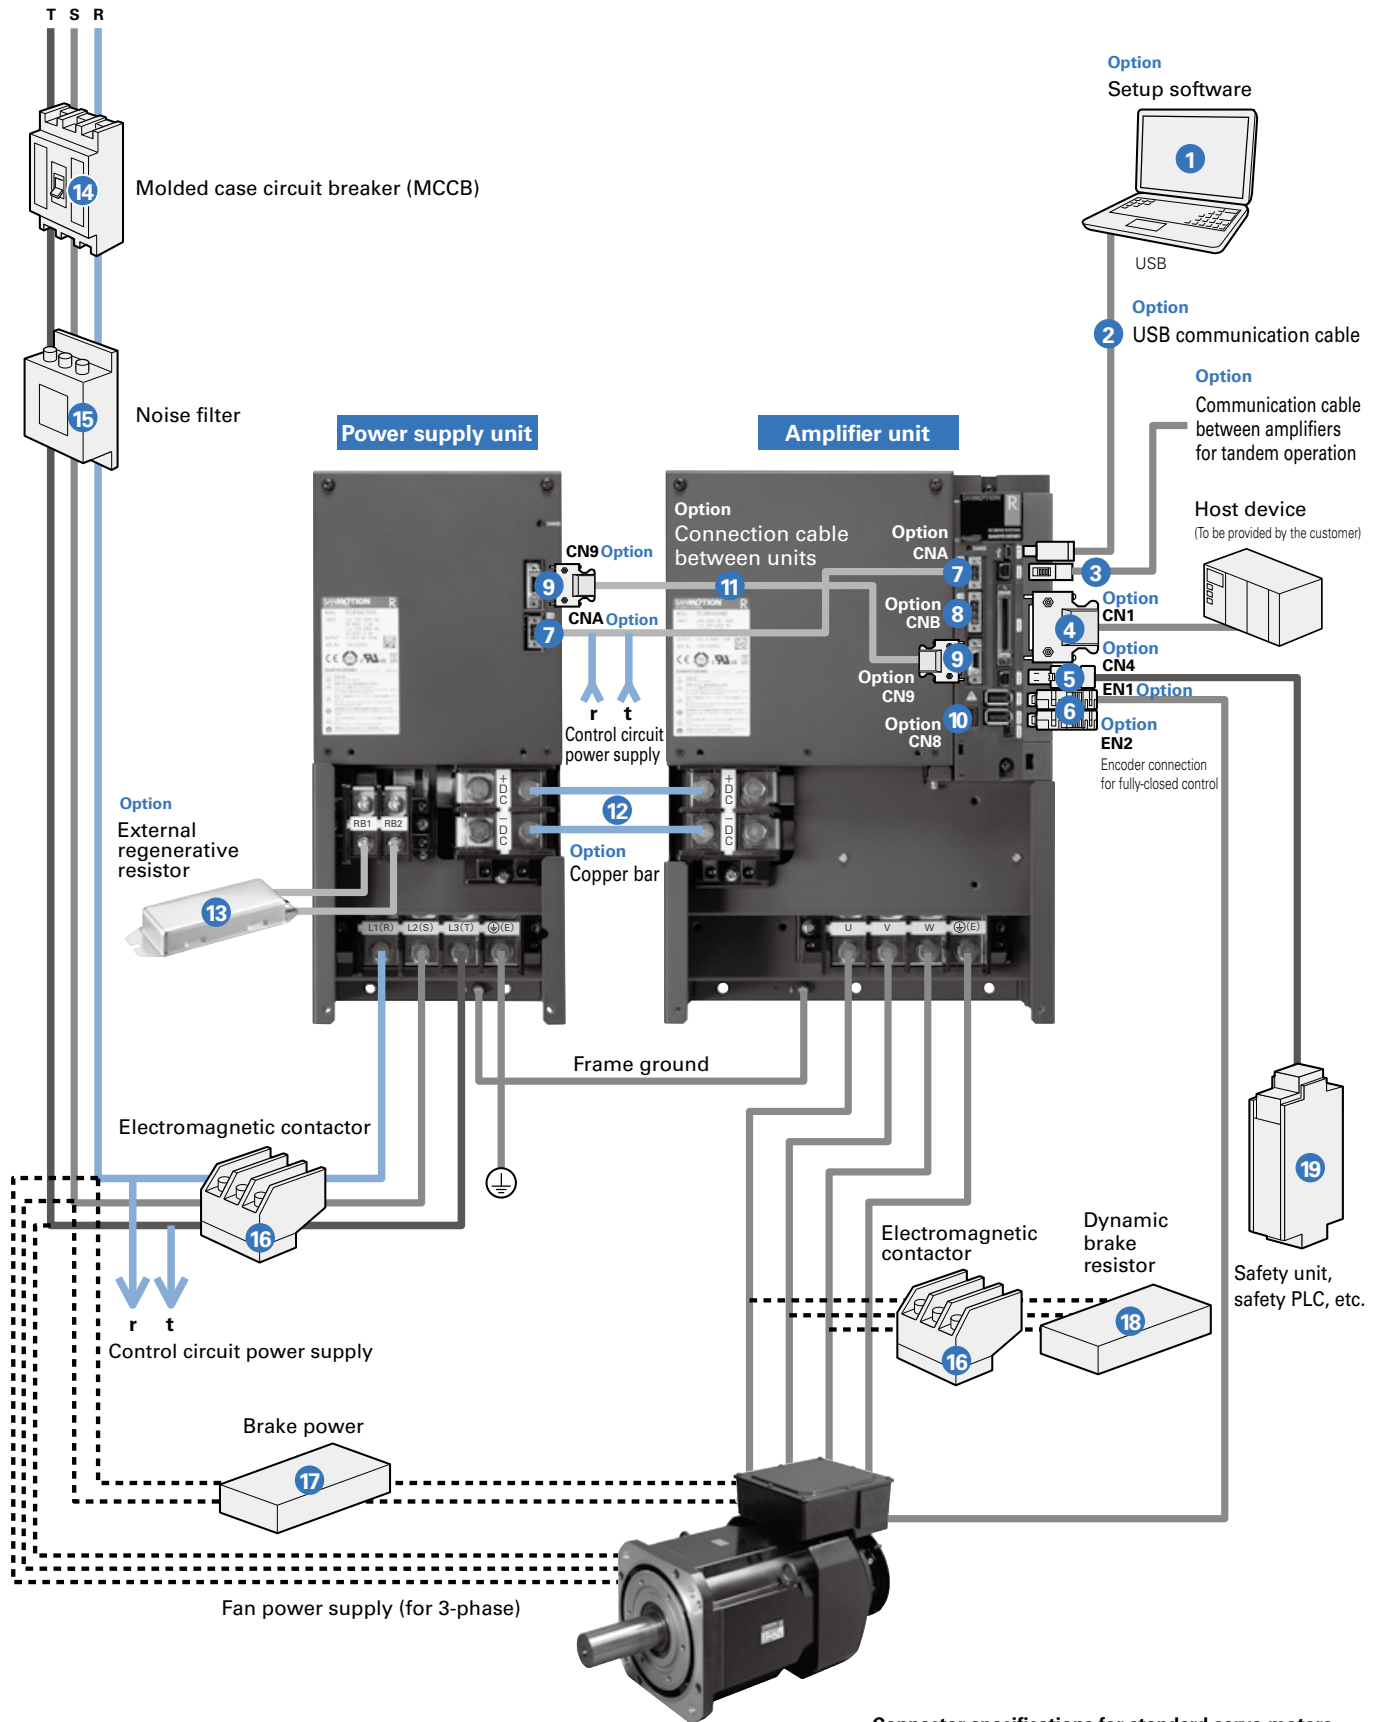 T S R
Option
Setup software
1
14
Molded case circuit breaker (MCCB)
USB
Option
2
USB communication cable
Option
Communication cable
between amplifiers
for tandem operation
15
Noise filter
Power supply unit
Amplifier unit
Host device
(To be provided by the customer)
Option
Connection cable
between units
Option
CNA
CN9 Option
9
11
7
3
CNA Option
7
Option
CNB
8
Option
CN1
4
SANMOTION R
SANMOTION
9
Option
CN9
Option
CN4
5
EN1 Option
6
r t
Control circuit
power supply
Option
CN8
10
Option
EN2
Encoder connection
for fully-closed control
Option
External
regenerative
resistor
RB1 RB2
+ DC
- DC
12
+ DC
- DC
Option
Copper bar
13
L1(R) L2(S) L3(T) (E)
U V W (E)
Frame ground
Electromagnetic contactor
16
19
Safety unit,
safety PLC, etc.
Electromagnetic
contactor
16
Dynamic
brake
resistor
18
r t
Control circuit power supply
Brake power
17
Fan power supply (for 3-phase)